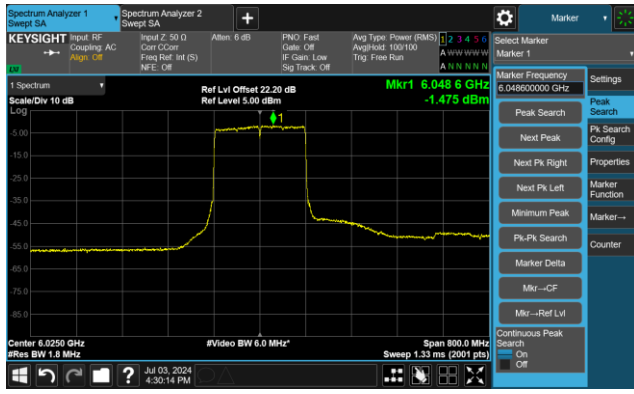 Spectrum Analyzer 1
Swept SA
Spectrum Analyzer 2
Swept SA
+
Marker
KEYSIGHT
Input: RF
Coupling: AC
Align: Off
Input Z: 50 Ω
Corr CCorr
Freq Ref: Int (S)
NFE: Off
Atten: 6 dB
PNO: Fast
Gate: Off
IF Gain: Low
Sig Track: Off
Avg Type: Power (RMS)
Avg|Hold: 100/100
Trig: Free Run
1 2 3 4 5 6
A W W W W W
A N N N N N
Select Marker
Marker 1
LXI
1 Spectrum
Scale/Div 10 dB
Log
Ref Lvl Offset 22.20 dB
Ref Level 5.00 dBm
Mkr1 6.048 6 GHz
-1.475 dBm
1
-5.00
-15.0
-25.0
-35.0
-45.0
-55.0
-65.0
-75.0
-85.0
Center 6.0250 GHz
#Res BW 1.8 MHz
#Video BW 6.0 MHz*
Span 800.0 MHz
Sweep 1.33 ms (2001 pts)
Marker Frequency
6.048600000 GHz
Peak Search
Next Peak
Next Pk Right
Next Pk Left
Minimum Peak
Pk-Pk Search
Marker Delta
Mkr→CF
Mkr→Ref Lvl
Continuous Peak
Search
On
Off
Settings
Peak
Search
Pk Search
Config
Properties
Marker
Function
Marker→
Counter
?
Jul 03, 2024
4:30:14 PM